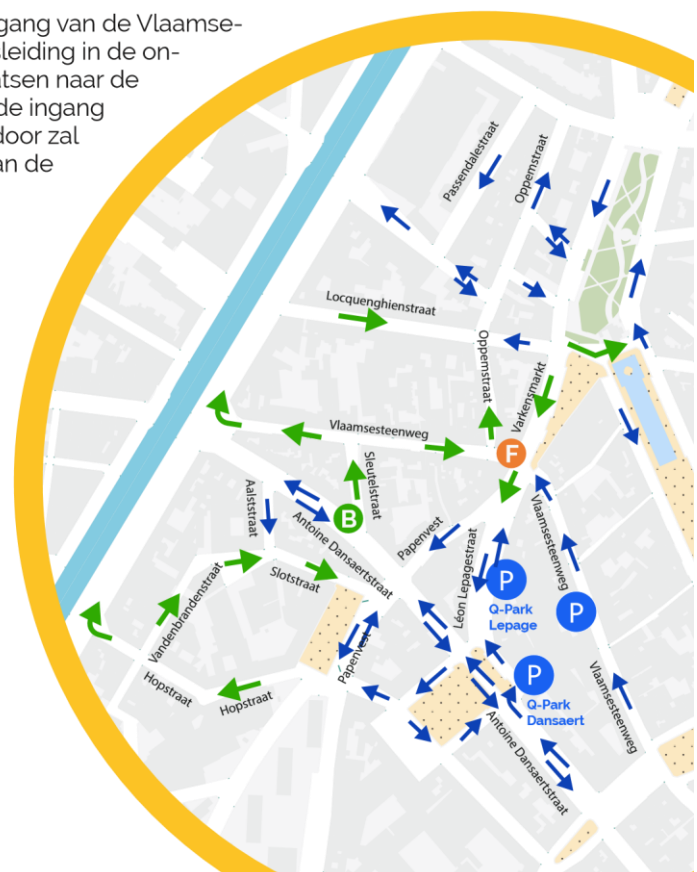 gang van de Vlaamse-
sleiding in de on-
atsen naar de
de ingang
door zal
an de
Passendalestraat
Oppemstraat
Locquenghienstraat
Oppemstraat
Varkensmarkt
Vlaamsesteenweg
F
Sleutelstraat
Aalststraat
B
Antoine Dansaertstraat
Papenvest
Léon Lepagestraat
Vlaamsesteenweg
Slotstraat
P
Q-Park
Lepage
P
Vandenbrandenstraat
Papenvest
Hopstraat
Hopstraat
P
Q-Park
Dansaert
Vlaamsesteenweg
Antoine Dansaertstraat